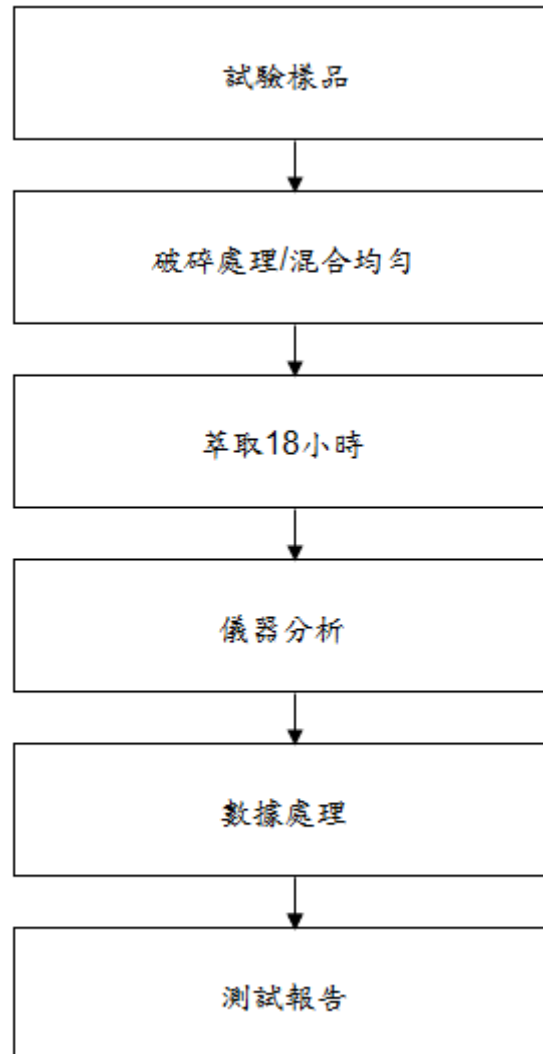 試驗樣品
破碎處理/混合均勻
萃取18小時
儀器分析
數據處理
測試報告